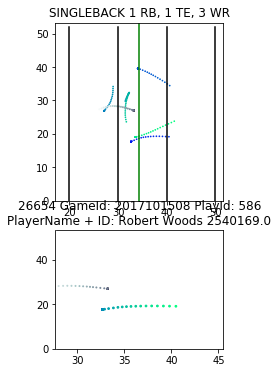 SINGLEBACK 1 RB, 1 TE, 3 WR
50
40
30
20
10
0
20 30 40 50
26654 GameId: 2017101508 PlayId: 586
PlayerName + ID: Robert Woods 2540169.0
40
20
0
30 35 40 45